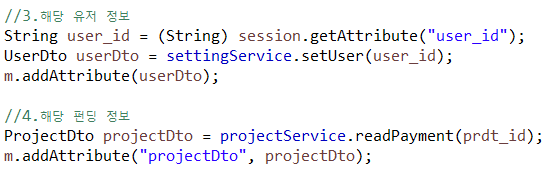 //3.해당 유저 정보
String user_id = (String) session.getAttribute("user_id");
UserDto userDto = settingService.setUser(user_id);
m.addAttribute(userDto);
//4.해당 펀딩 정보
ProjectDto projectDto = projectService.readPayment(prdt_id);
m.addAttribute("projectDto", projectDto);